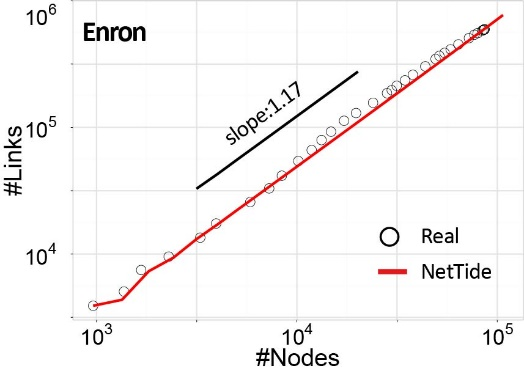 Enron
10^6
10^5
10^4
#Links
slope:1.17
Real
NetTide
10^3
10^4
10^5
#Nodes